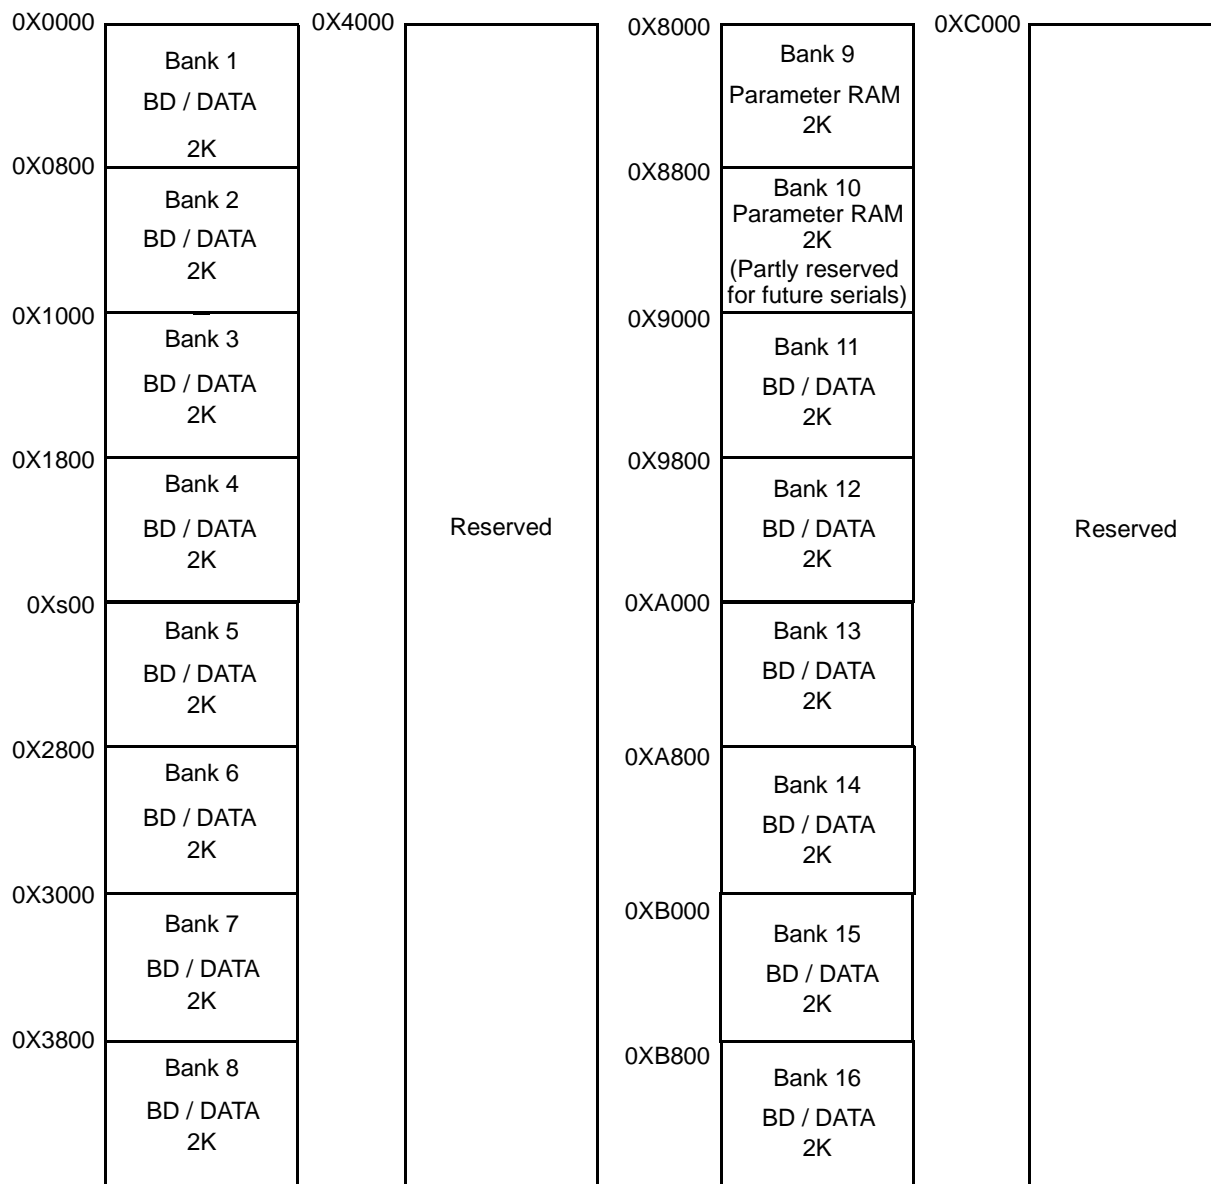 0X0000
Bank 1
BD / DATA
2K
0X0800
Bank 2
BD / DATA
2K
0X1000
Bank 3
BD / DATA
2K
0X1800
Bank 4
BD / DATA
2K
0Xs00
Bank 5
BD / DATA
2K
0X2800
Bank 6
BD / DATA
2K
0X3000
Bank 7
BD / DATA
2K
0X3800
Bank 8
BD / DATA
2K
0X4000
Reserved
0X8000
Bank 9
Parameter RAM
2K
0X8800
Bank 10
Parameter RAM
2K
(Partly reserved
for future serials)
0X9000
Bank 11
BD / DATA
2K
0X9800
Bank 12
BD / DATA
2K
0XA000
Bank 13
BD / DATA
2K
0XA800
Bank 14
BD / DATA
2K
0XB000
Bank 15
BD / DATA
2K
0XB800
Bank 16
BD / DATA
2K
0XC000
Reserved